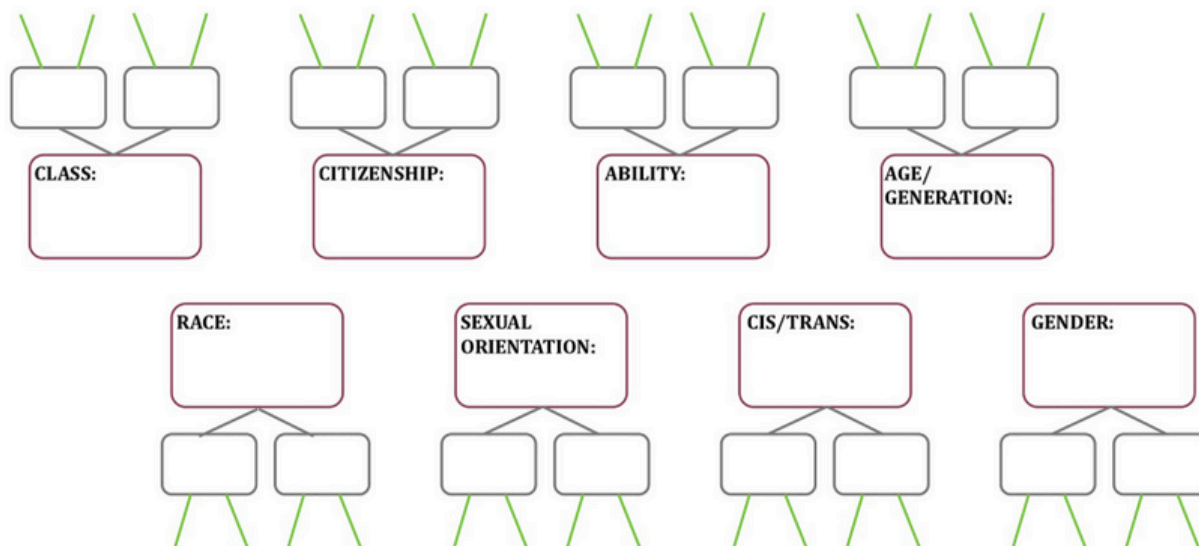 CLASS:
CITIZENSHIP:
ABILITY:
AGE/
GENERATION:
RACE:
SEXUAL
ORIENTATION:
CIS/TRANS:
GENDER: